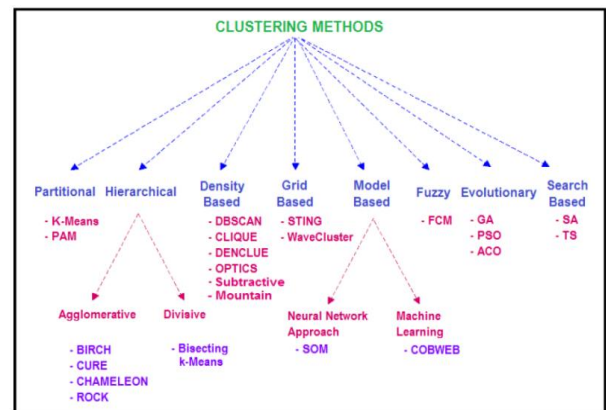 CLUSTERING METHODS
Partitional
- K-Means
- PAM
Hierarchical
Agglomerative
- BIRCH
- CURE
- CHAMELEON
- ROCK
Divisive
- Bisecting
k-Means
Density
Based
- DBSCAN
- CLIQUE
- DENCLUE
- OPTICS
- Subtractive
- Mountain
Grid
Based
- STING
- WaveCluster
Model
Based
Neural Network
Approach
- SOM
Machine
Learning
- COBWEB
Fuzzy
- FCM
Evolutionary
- GA
- PSO
- ACO
Search
Based
- SA
- TS